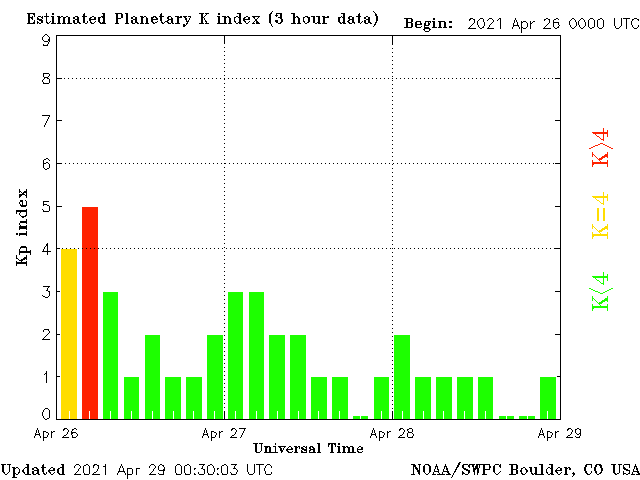 Estimated Planetary K index (3 hour data) Begin: 2021 Apr 26 0000 UTC
9
8
7
6
5
4
3
2
1
0
Kp index
K>4
K=4
K<4
Apr 26 Apr 27 Apr 28 Apr 29
Universal Time
Updated 2021 Apr 29 00:30:03 UTC NOAA/SWPC Boulder, CO USA